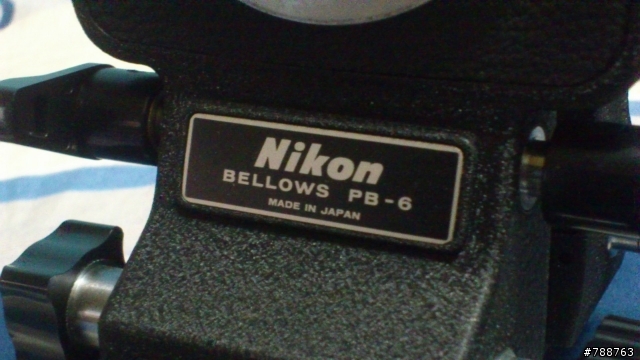 Nikon
BELLOWS PB-6
MADE IN JAPAN
#788763